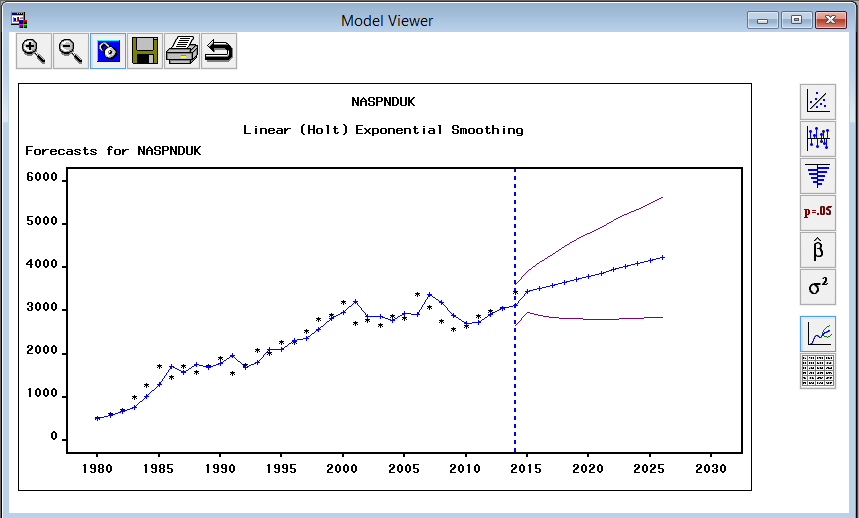 Model Viewer
NASPNDUK
Linear (Holt) Exponential Smoothing
Forecasts for NASPNDUK
6000
5000
4000
3000
2000
1000
0
1980 1985 1990 1995 2000 2005 2010 2015 2020 2025 2030
p=.05
β̂
σ²